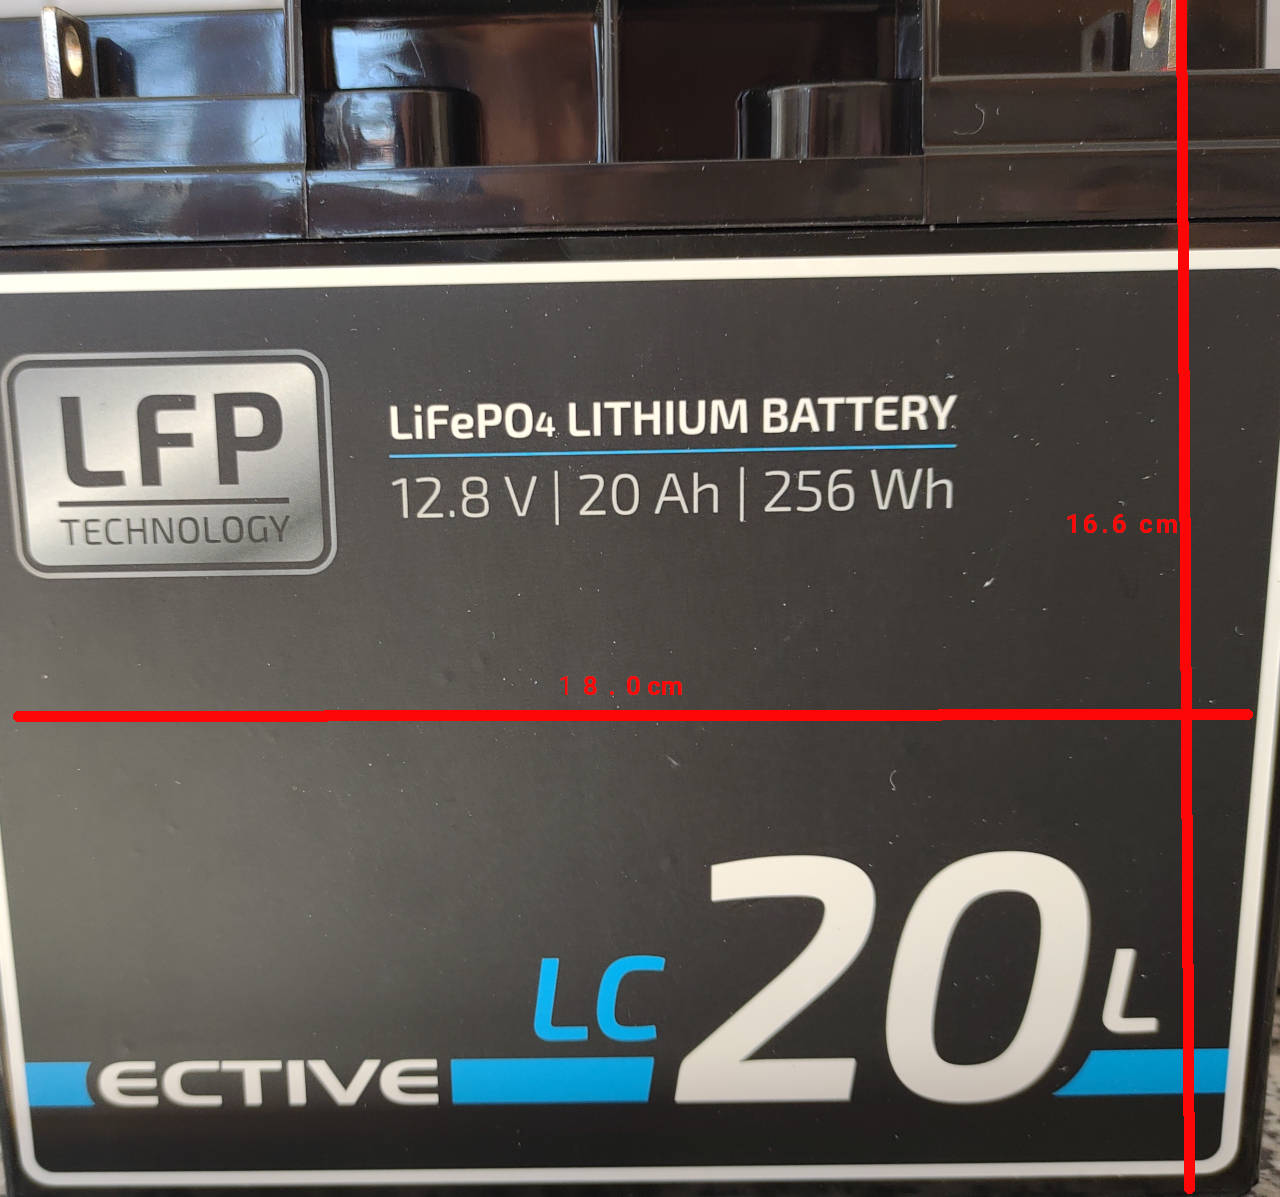 LFP
TECHNOLOGY
LiFePO4 LITHIUM BATTERY
12.8 V | 20 Ah | 256 Wh
16.6 cm
18.0cm
LC 20 L
ECTIVE